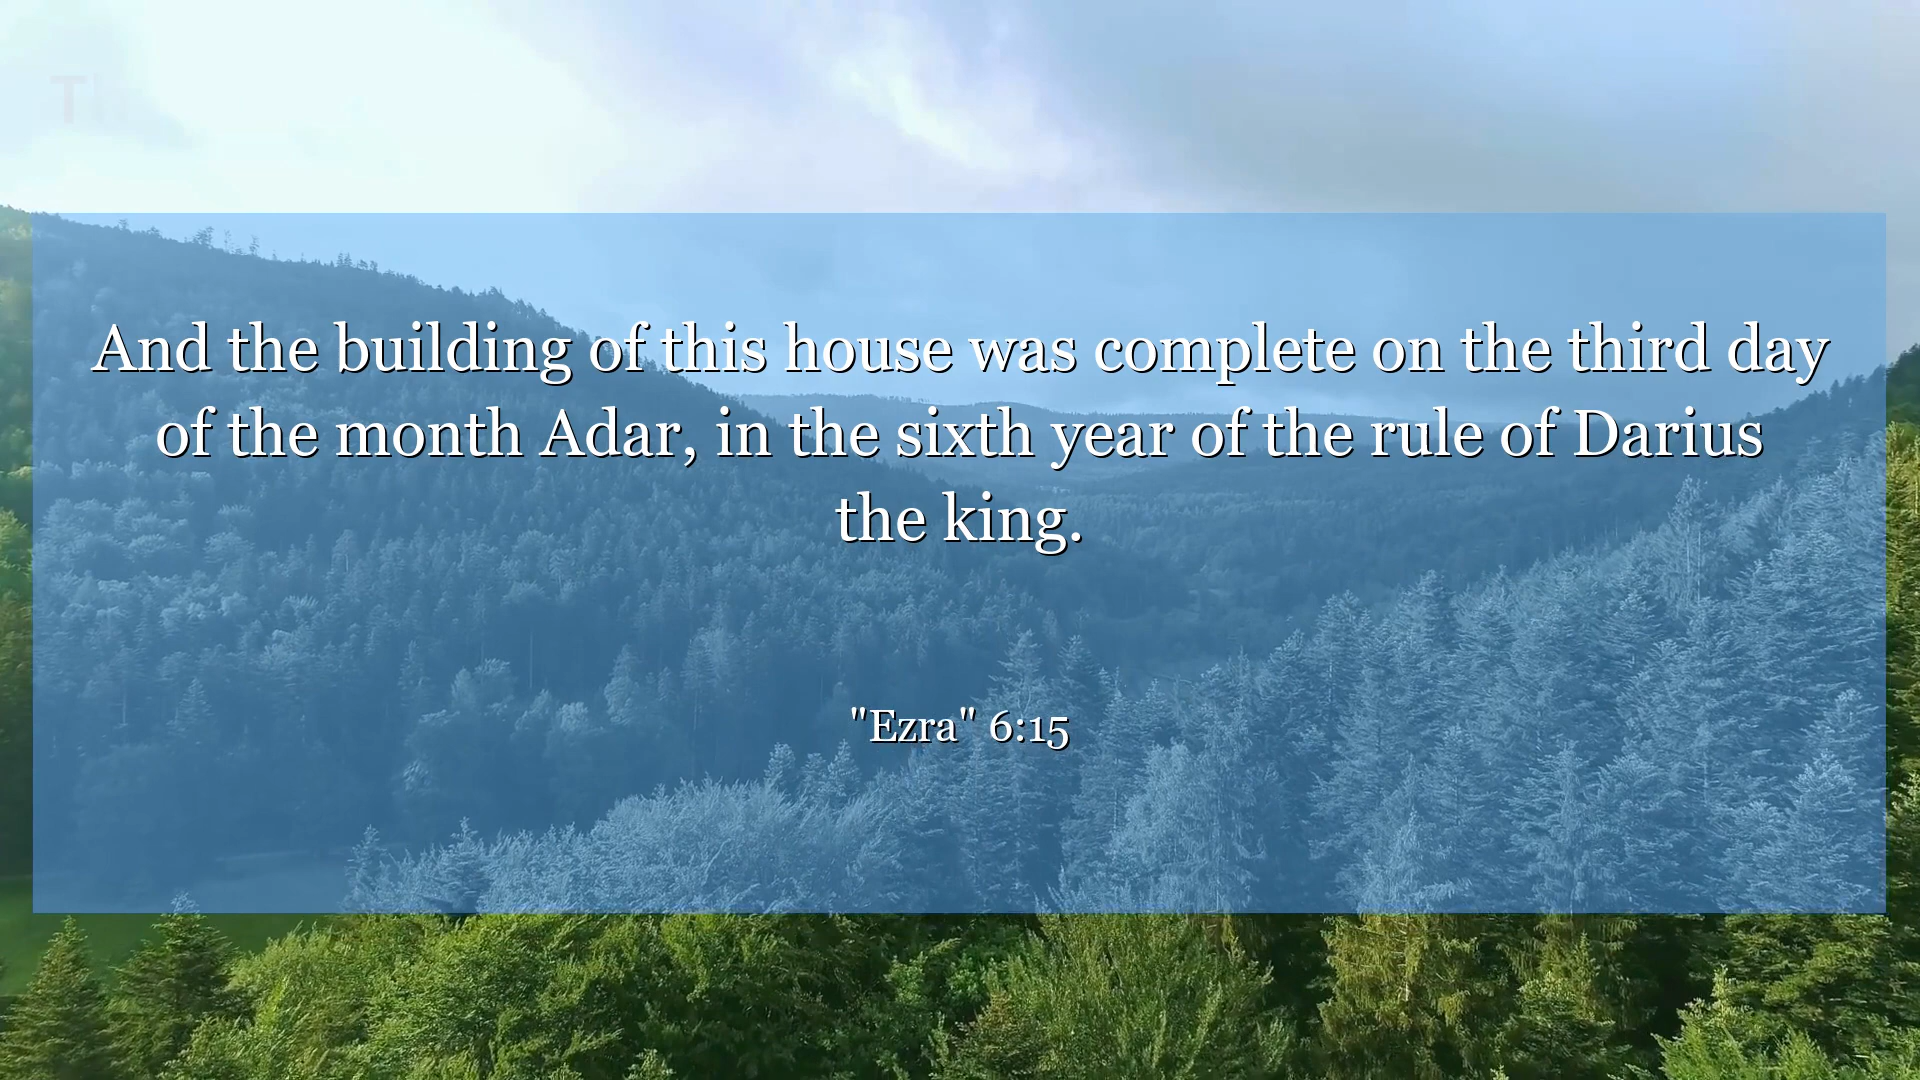 And the building of this house was complete on the third day
of the month Adar, in the sixth year of the rule of Darius
the king.
"Ezra" 6:15